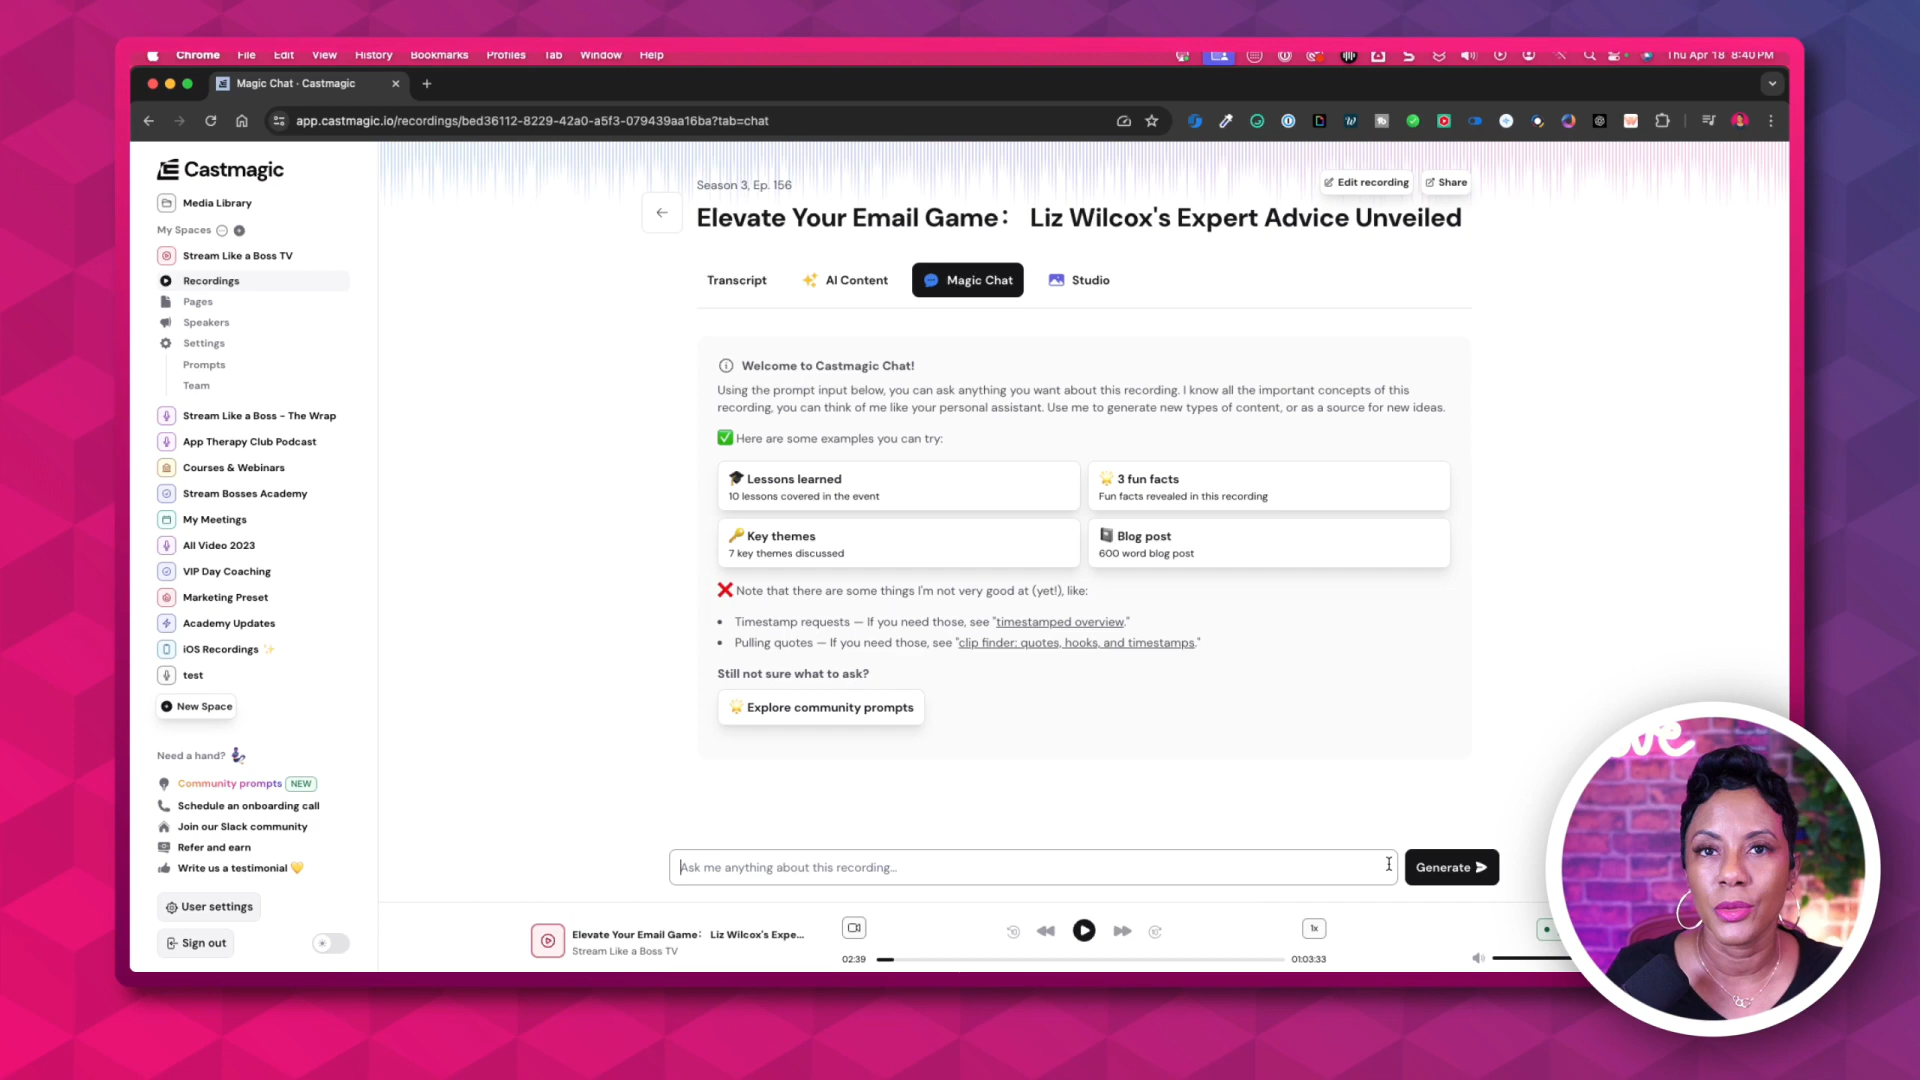 Chrome File Edit View History Bookmarks Profiles Tab Window Help
Thu Apr 18 8:40 PM
Magic Chat · Castmagic
app.castmagic.io/recordings/bed36112-8229-42a0-a5f3-079439aa16ba?tab=chat
Castmagic
Media Library
My Spaces
Stream Like a Boss TV
Recordings
Pages
Speakers
Settings
Prompts
Team
Stream Like a Boss - The Wrap
App Therapy Club Podcast
Courses & Webinars
Stream Bosses Academy
My Meetings
All Video 2023
VIP Day Coaching
Marketing Preset
Academy Updates
iOS Recordings ✨
test
New Space
Need a hand?
Community prompts NEW
Schedule an onboarding call
Join our Slack community
Refer and earn
Write us a testimonial 💛
User settings
Sign out
Season 3, Ep. 156
Edit recording Share
Elevate Your Email Game： Liz Wilcox's Expert Advice Unveiled
Transcript ✨ AI Content Magic Chat Studio
Welcome to Castmagic Chat!
Using the prompt input below, you can ask anything you want about this recording. I know all the important concepts of this
recording, you can think of me like your personal assistant. Use me to generate new types of content, or as a source for new ideas.
✅ Here are some examples you can try:
🎓 Lessons learned
10 lessons covered in the event
🌟 3 fun facts
Fun facts revealed in this recording
🔑 Key themes
7 key themes discussed
📓 Blog post
600 word blog post
❌ Note that there are some things I'm not very good at (yet!), like:
• Timestamp requests — If you need those, see "timestamped overview."
• Pulling quotes — If you need those, see "clip finder: quotes, hooks, and timestamps."
Still not sure what to ask?
🌟 Explore community prompts
Ask me anything about this recording...
Generate
Elevate Your Email Game： Liz Wilcox's Expe...
Stream Like a Boss TV
1x
02:39
01:03:33